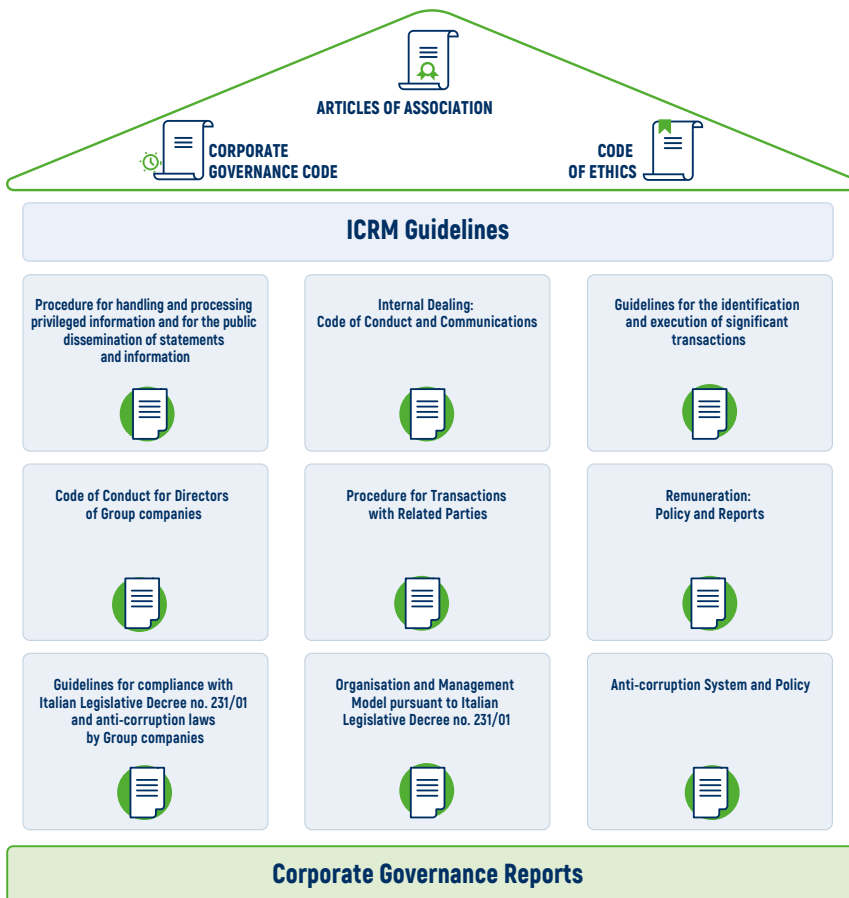 ARTICLES OF ASSOCIATION
CORPORATE
GOVERNANCE CODE
CODE
OF ETHICS
ICRM Guidelines
Procedure for handling and processing
privileged information and for the public
dissemination of statements
and information
Internal Dealing:
Code of Conduct and Communications
Guidelines for the identification
and execution of significant
transactions
Code of Conduct for Directors
of Group companies
Procedure for Transactions
with Related Parties
Remuneration:
Policy and Reports
Guidelines for compliance with
Italian Legislative Decree no. 231/01
and anti-corruption laws
by Group companies
Organisation and Management
Model pursuant to Italian
Legislative Decree no. 231/01
Anti-corruption System and Policy
Corporate Governance Reports